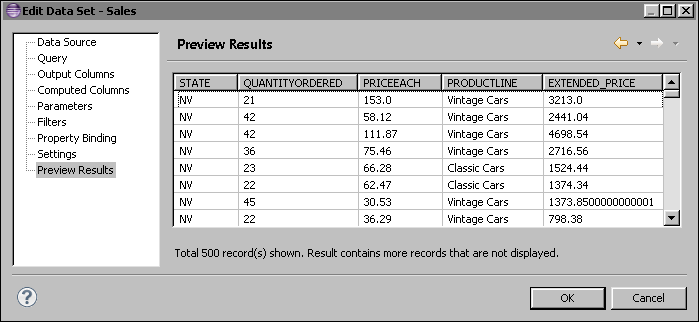 Edit Data Set - Sales
Data Source
Query
Output Columns
Computed Columns
Parameters
Filters
Property Binding
Settings
Preview Results
Preview Results
STATE QUANTITYORDERED PRICEEACH PRODUCTLINE EXTENDED_PRICE
NV 21 153.0 Vintage Cars 3213.0
NV 42 58.12 Vintage Cars 2441.04
NV 42 111.87 Vintage Cars 4698.54
NV 36 75.46 Vintage Cars 2716.56
NV 23 66.28 Classic Cars 1524.44
NV 22 62.47 Classic Cars 1374.34
NV 45 30.53 Vintage Cars 1373.8500000000001
NV 22 36.29 Vintage Cars 798.38
Total 500 record(s) shown. Result contains more records that are not displayed.
?
OK
Cancel